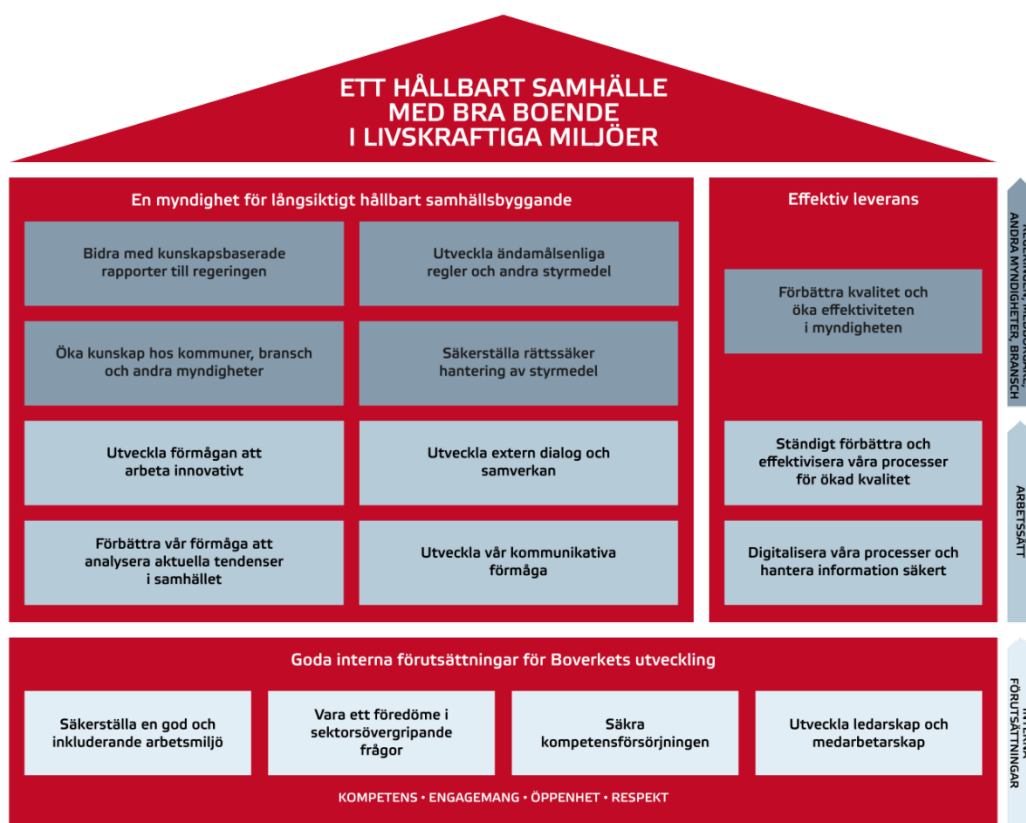 ETT HÅLLBART SAMHÄLLE
MED BRA BOENDE
I LIVSKRAFTIGA MILJÖER
En myndighet för långsiktigt hållbart samhällsbyggande
Bidra med kunskapsbaserade
rapporter till regeringen
Utveckla ändamålsenliga
regler och andra styrmedel
Öka kunskap hos kommuner, bransch
och andra myndigheter
Säkerställa rättssäker
hantering av styrmedel
Utveckla förmågan att
arbeta innovativt
Utveckla extern dialog och
samverkan
Förbättra vår förmåga att
analysera aktuella tendenser
i samhället
Utveckla vår kommunikativa
förmåga
Effektiv leverans
Förbättra kvalitet och
öka effektiviteten
i myndigheten
Ständigt förbättra och
effektivisera våra processer
för ökad kvalitet
Digitalisera våra processer och
hantera information säkert
REGERINGEN, MEDBORGARE,
ANDRA MYNDIGHETER, BRANSCH
ARBETSSÄTT
Goda interna förutsättningar för Boverkets utveckling
Säkerställa en god och
inkluderande arbetsmiljö
Vara ett föredöme i
sektorsövergripande
frågor
Säkra
kompetensförsörjningen
Utveckla ledarskap och
medarbetarskap
KOMPETENS • ENGAGEMANG • ÖPPENHET • RESPEKT
INTERNA
FÖRUTSÄTTNINGAR